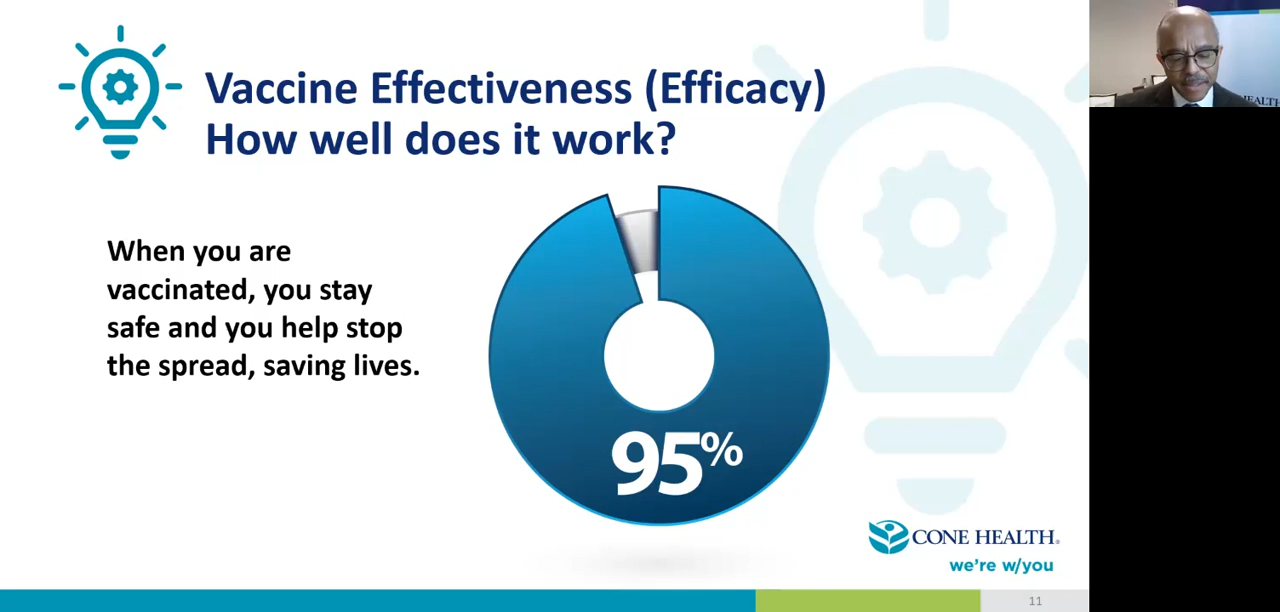 Vaccine Effectiveness (Efficacy)
How well does it work?
When you are
vaccinated, you stay
safe and you help stop
the spread, saving lives.
95%
CONE HEALTH®
we're w/you
11
EALTH